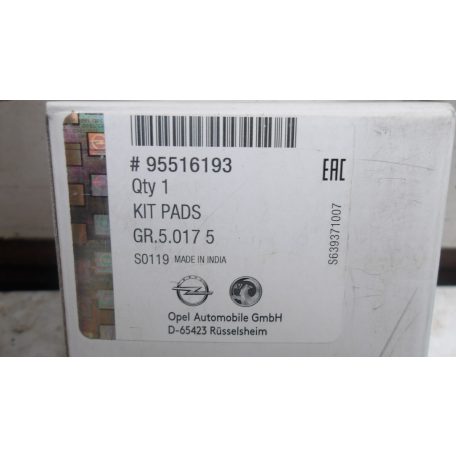 # 95516193
Qty 1
KIT PADS
GR.5.017 5
S0119 MADE IN INDIA
Opel Automobile GmbH
D-65423 Rüsselsheim
EAC
S639371007